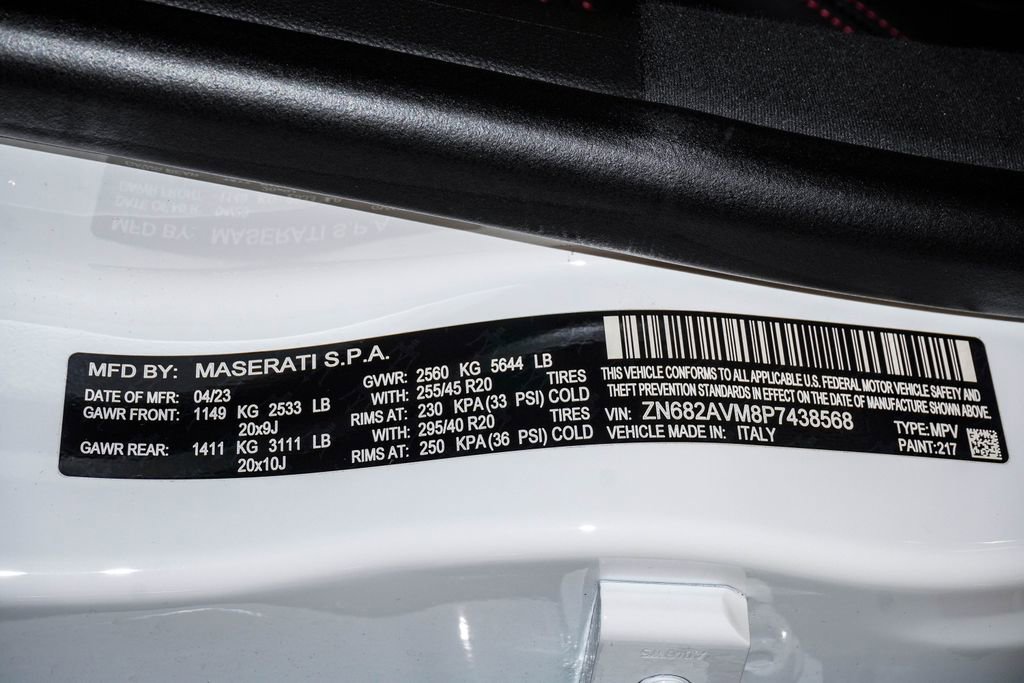 MFD BY: MASERATI S.P.A.
DATE OF MFR: 04/23
GAWR FRONT: 1149 KG 2533 LB
20x9J
GAWR REAR: 1411 KG 3111 LB
20x10J
GVWR: 2560 KG 5644 LB
WITH: 255/45 R20 TIRES
RIMS AT: 230 KPA (33 PSI) COLD
WITH: 295/40 R20 TIRES
RIMS AT: 250 KPA (36 PSI) COLD
THIS VEHICLE CONFORMS TO ALL APPLICABLE U.S. FEDERAL MOTOR VEHICLE SAFETY AND
THEFT PREVENTION STANDARDS IN EFFECT ON THE DATE OF MANUFACTURE SHOWN ABOVE.
VIN: ZN682AVM8P7438568
VEHICLE MADE IN: ITALY
TYPE: MPV
PAINT: 217